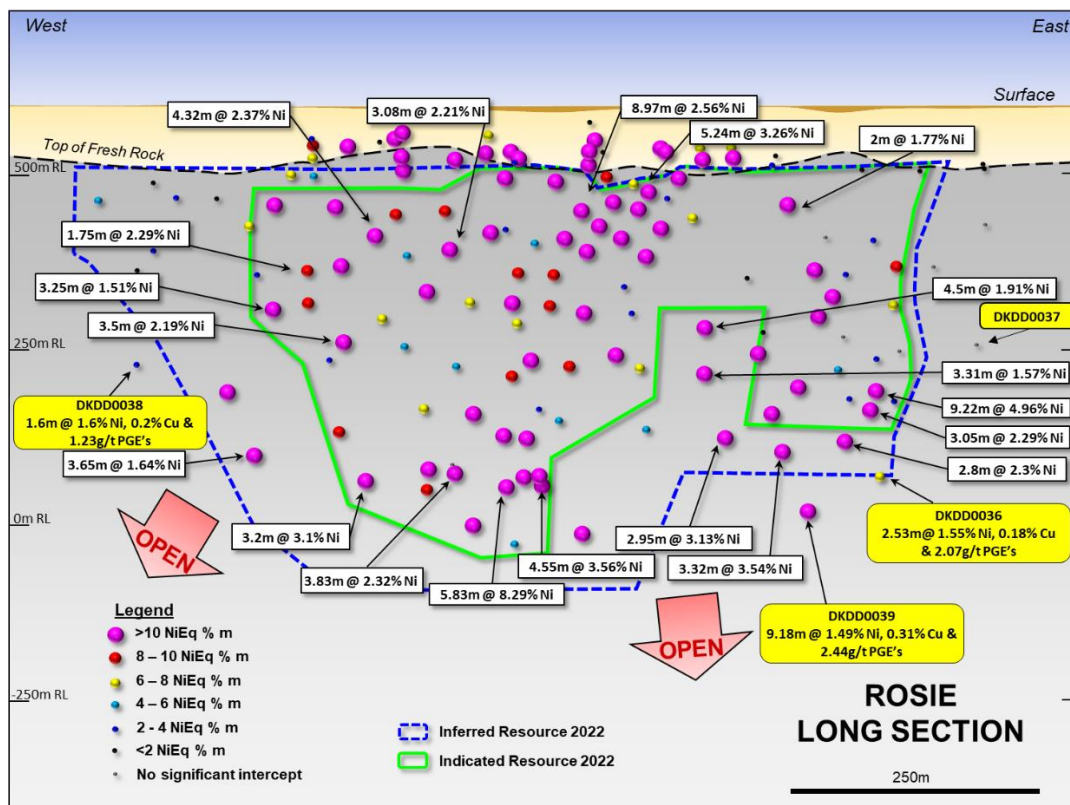 West
East
Surface
Top of Fresh Rock
4.32m @ 2.37% Ni
3.08m @ 2.21% Ni
8.97m @ 2.56% Ni
5.24m @ 3.26% Ni
2m @ 1.77% Ni
500m RL
1.75m @ 2.29% Ni
3.25m @ 1.51% Ni
3.5m @ 2.19% Ni
4.5m @ 1.91% Ni
DKDD0037
250m RL
3.31m @ 1.57% Ni
DKDD0038
1.6m @ 1.6% Ni, 0.2% Cu &
1.23g/t PGE's
9.22m @ 4.96% Ni
3.05m @ 2.29% Ni
3.65m @ 1.64% Ni
2.8m @ 2.3% Ni
0m RL
OPEN
3.2m @ 3.1% Ni
3.83m @ 2.32% Ni
5.83m @ 8.29% Ni
4.55m @ 3.56% Ni
2.95m @ 3.13% Ni
3.32m @ 3.54% Ni
DKDD0036
2.53m@ 1.55% Ni, 0.18% Cu
& 2.07g/t PGE's
OPEN
DKDD0039
9.18m @ 1.49% Ni, 0.31% Cu &
2.44g/t PGE's
Legend
>10 NiEq % m
8 – 10 NiEq % m
6 – 8 NiEq % m
4 – 6 NiEq % m
2 - 4 NiEq % m
<2 NiEq % m
No significant intercept
-250m RL
Inferred Resource 2022
Indicated Resource 2022
ROSIE
LONG SECTION
250m